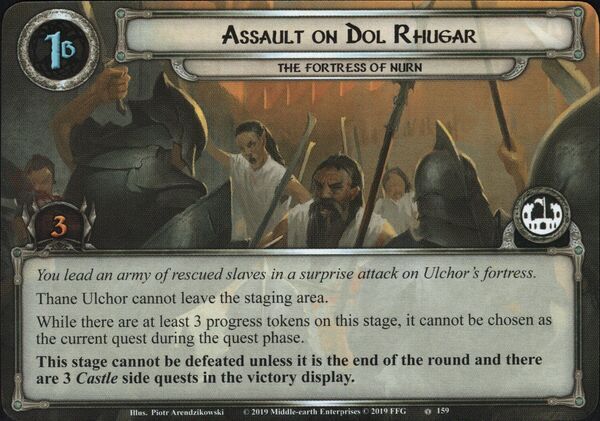 1B
Assault on Dol Rhugar
The Fortress of Nurn
3
You lead an army of rescued slaves in a surprise attack on Ulchor's fortress.
Thane Ulchor cannot leave the staging area.
While there are at least 3 progress tokens on this stage, it cannot be chosen as
the current quest during the quest phase.
This stage cannot be defeated unless it is the end of the round and there
are 3 Castle side quests in the victory display.
Illus. Piotr Arendzikowski © 2019 Middle-earth Enterprises © 2019 FFG 159